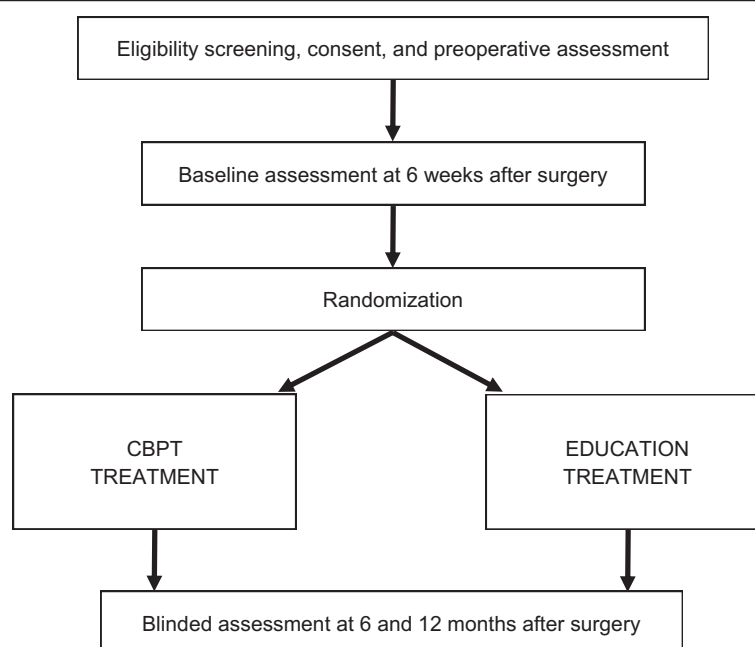 Eligibility screening, consent, and preoperative assessment
Baseline assessment at 6 weeks after surgery
Randomization
CBPT
TREATMENT
EDUCATION
TREATMENT
Blinded assessment at 6 and 12 months after surgery